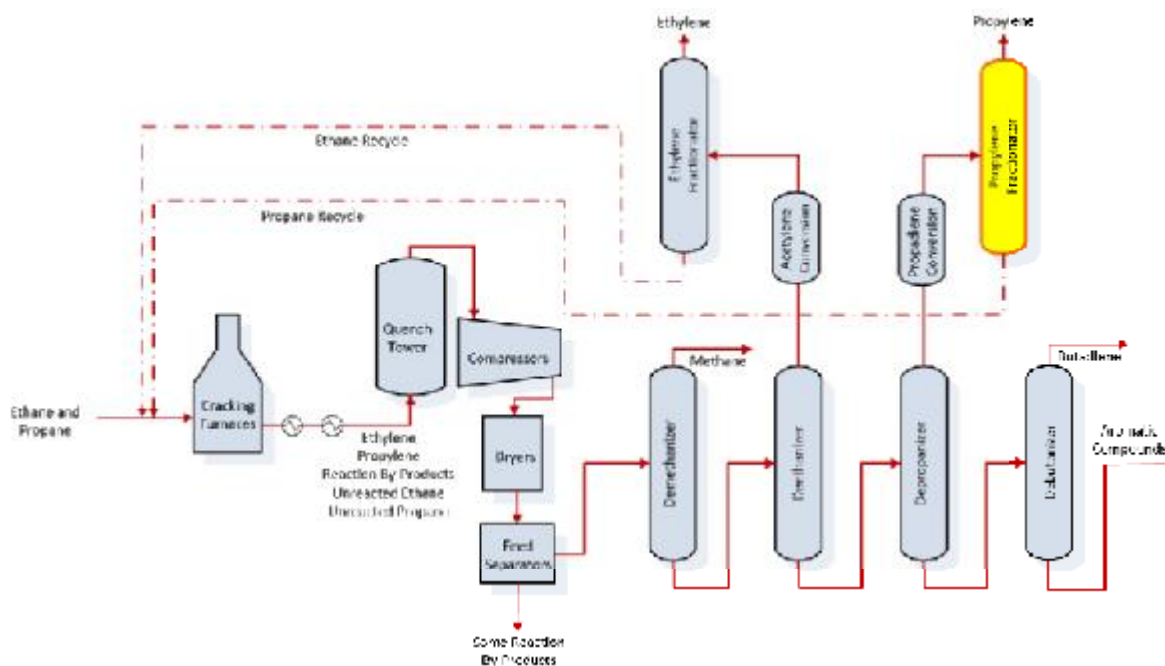 Ethylene
Propylene
Ethylene
Fractionator
Propylene
Fractionator
Ethane Recycle
Propane Recycle
Acetylene
Conversion
Propadiene
Conversion
Quench
Tower
Compressors
Methane
Butadiene
Ethane and
Propane
Cracking
Furnaces
Ethylene
Propylene
Reaction By Products
Unreacted Ethane
Unreacted Propane
Dryers
Feed
Separators
Demethanizer
Depropanizer
Debutanizer
Aromatic
Compounds
Some Reaction
By Products